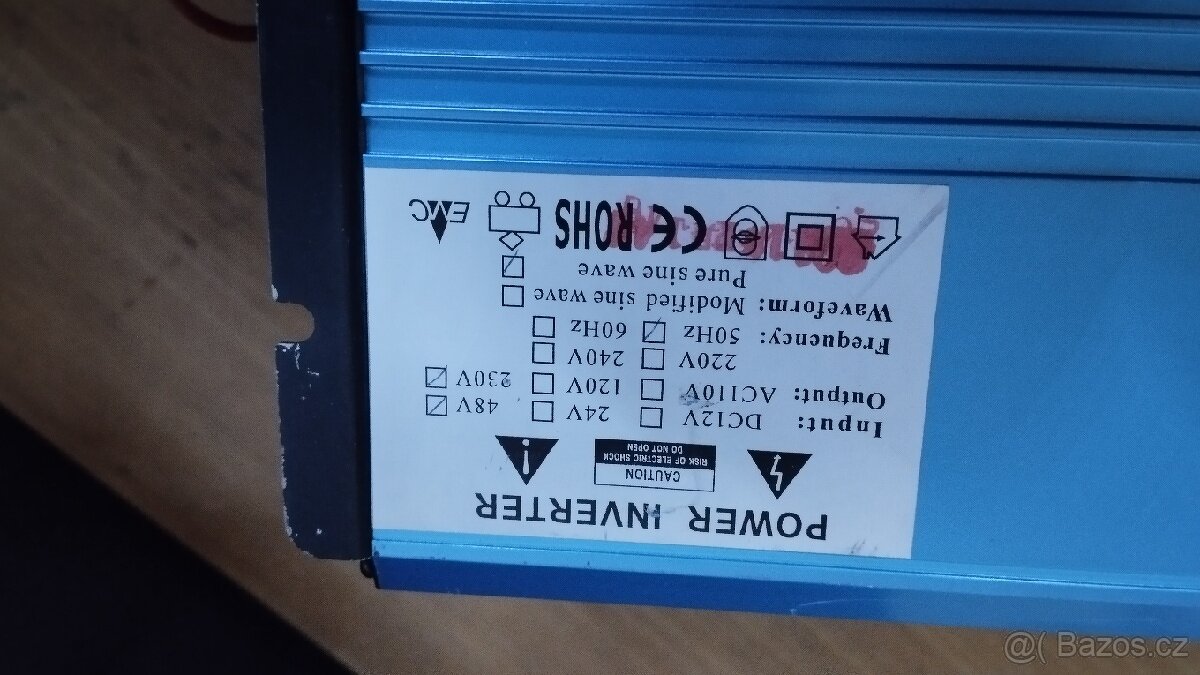 POWER INVERTER
CAUTION
RISK OF ELECTRIC SHOCK
DO NOT OPEN
Input: DC12V ☐ 24V ☐ 48V ☑
Output: AC110V ☐ 120V ☐ 230V ☑
220V ☐ 240V ☐
Frequency: 50Hz ☑ 60Hz ☐
Waveform: Modified sine wave ☐
Pure sine wave ☑
CE ROHS EMC
@( Bazos.cz